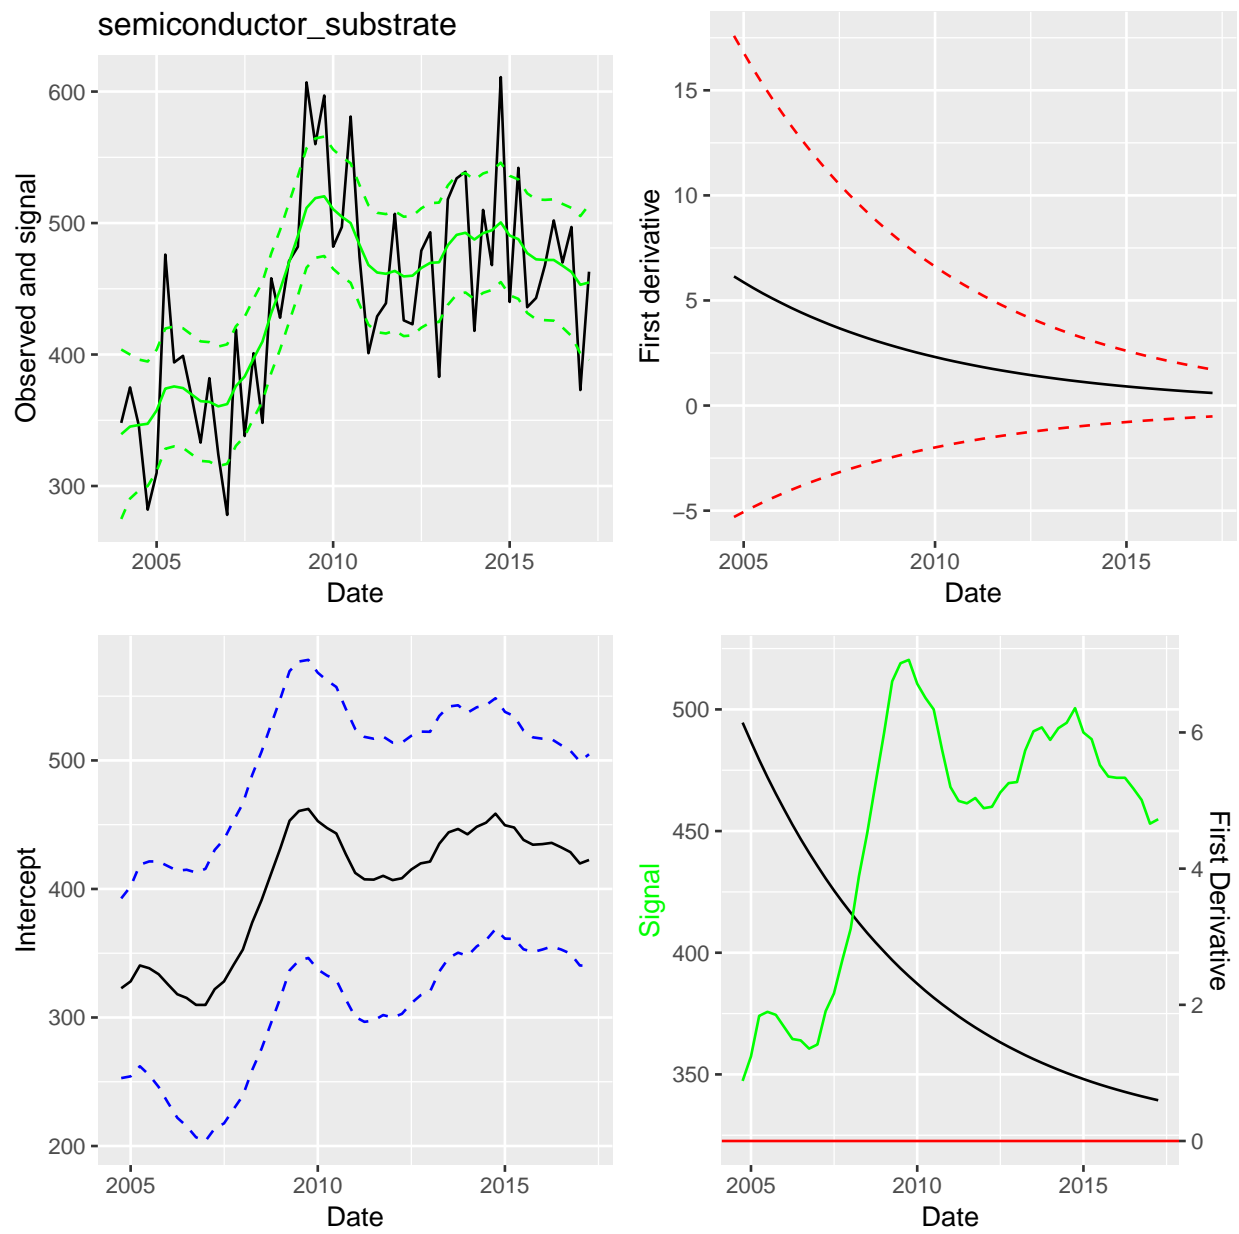 semiconductor_substrate
Observed and signal
600
500
400
300
2005 2010 2015
Date
First derivative
15
10
5
0
−5
2005 2010 2015
Date
Intercept
500
400
300
200
2005 2010 2015
Date
Signal
500
450
400
350
6
4
2
0
First Derivative
2005 2010 2015
Date